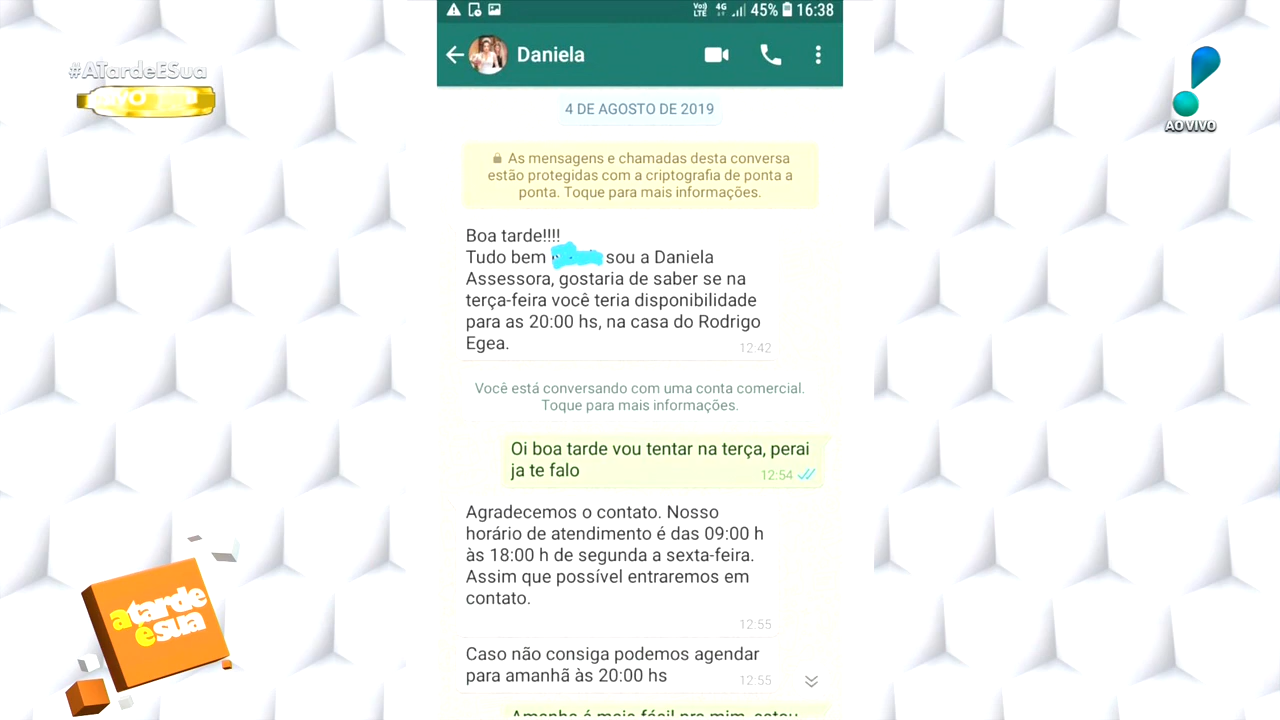 45% 16:38
#ATardeESua
Daniela
AO VIVO
4 DE AGOSTO DE 2019
As mensagens e chamadas desta conversa
estão protegidas com a criptografia de ponta a
ponta. Toque para mais informações.
Boa tarde!!!!
Tudo bem sou a Daniela
Assessora, gostaria de saber se na
terça-feira você teria disponibilidade
para as 20:00 hs, na casa do Rodrigo
Egea.
12:42
Você está conversando com uma conta comercial.
Toque para mais informações.
Oi boa tarde vou tentar na terça, perai
ja te falo
12:54
Agradecemos o contato. Nosso
horário de atendimento é das 09:00 h
às 18:00 h de segunda a sexta-feira.
Assim que possível entraremos em
contato.
12:55
Caso não consiga podemos agendar
para amanhã às 20:00 hs
12:55
Amanha é mais fácil pra mim, estou
a tarde
é sua